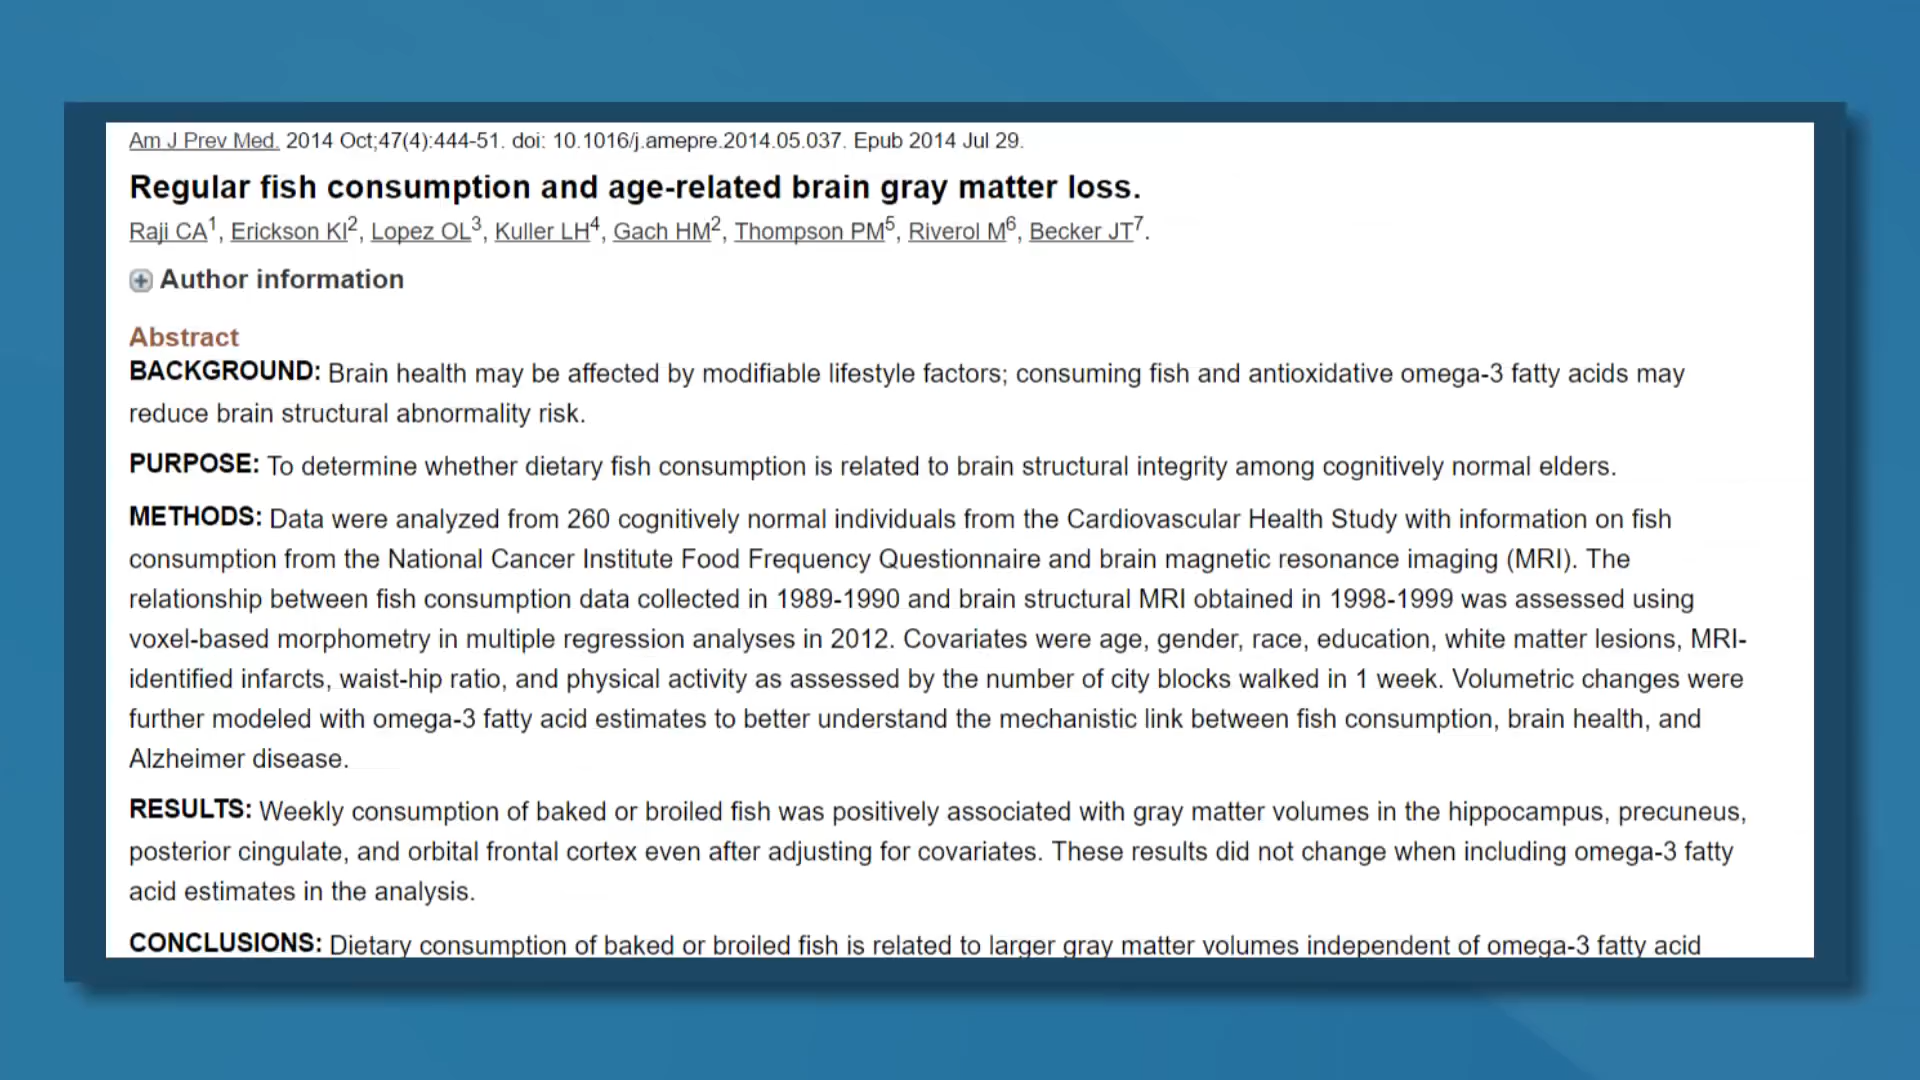 Am J Prev Med. 2014 Oct;47(4):444-51. doi: 10.1016/j.amepre.2014.05.037. Epub 2014 Jul 29.
Regular fish consumption and age-related brain gray matter loss.
Raji CA1, Erickson KI2, Lopez OL3, Kuller LH4, Gach HM2, Thompson PM5, Riverol M6, Becker JT7.
Author information
Abstract
BACKGROUND: Brain health may be affected by modifiable lifestyle factors; consuming fish and antioxidative omega-3 fatty acids may
reduce brain structural abnormality risk.
PURPOSE: To determine whether dietary fish consumption is related to brain structural integrity among cognitively normal elders.
METHODS: Data were analyzed from 260 cognitively normal individuals from the Cardiovascular Health Study with information on fish
consumption from the National Cancer Institute Food Frequency Questionnaire and brain magnetic resonance imaging (MRI). The
relationship between fish consumption data collected in 1989-1990 and brain structural MRI obtained in 1998-1999 was assessed using
voxel-based morphometry in multiple regression analyses in 2012. Covariates were age, gender, race, education, white matter lesions, MRI-
identified infarcts, waist-hip ratio, and physical activity as assessed by the number of city blocks walked in 1 week. Volumetric changes were
further modeled with omega-3 fatty acid estimates to better understand the mechanistic link between fish consumption, brain health, and
Alzheimer disease.
RESULTS: Weekly consumption of baked or broiled fish was positively associated with gray matter volumes in the hippocampus, precuneus,
posterior cingulate, and orbital frontal cortex even after adjusting for covariates. These results did not change when including omega-3 fatty
acid estimates in the analysis.
CONCLUSIONS: Dietary consumption of baked or broiled fish is related to larger gray matter volumes independent of omega-3 fatty acid